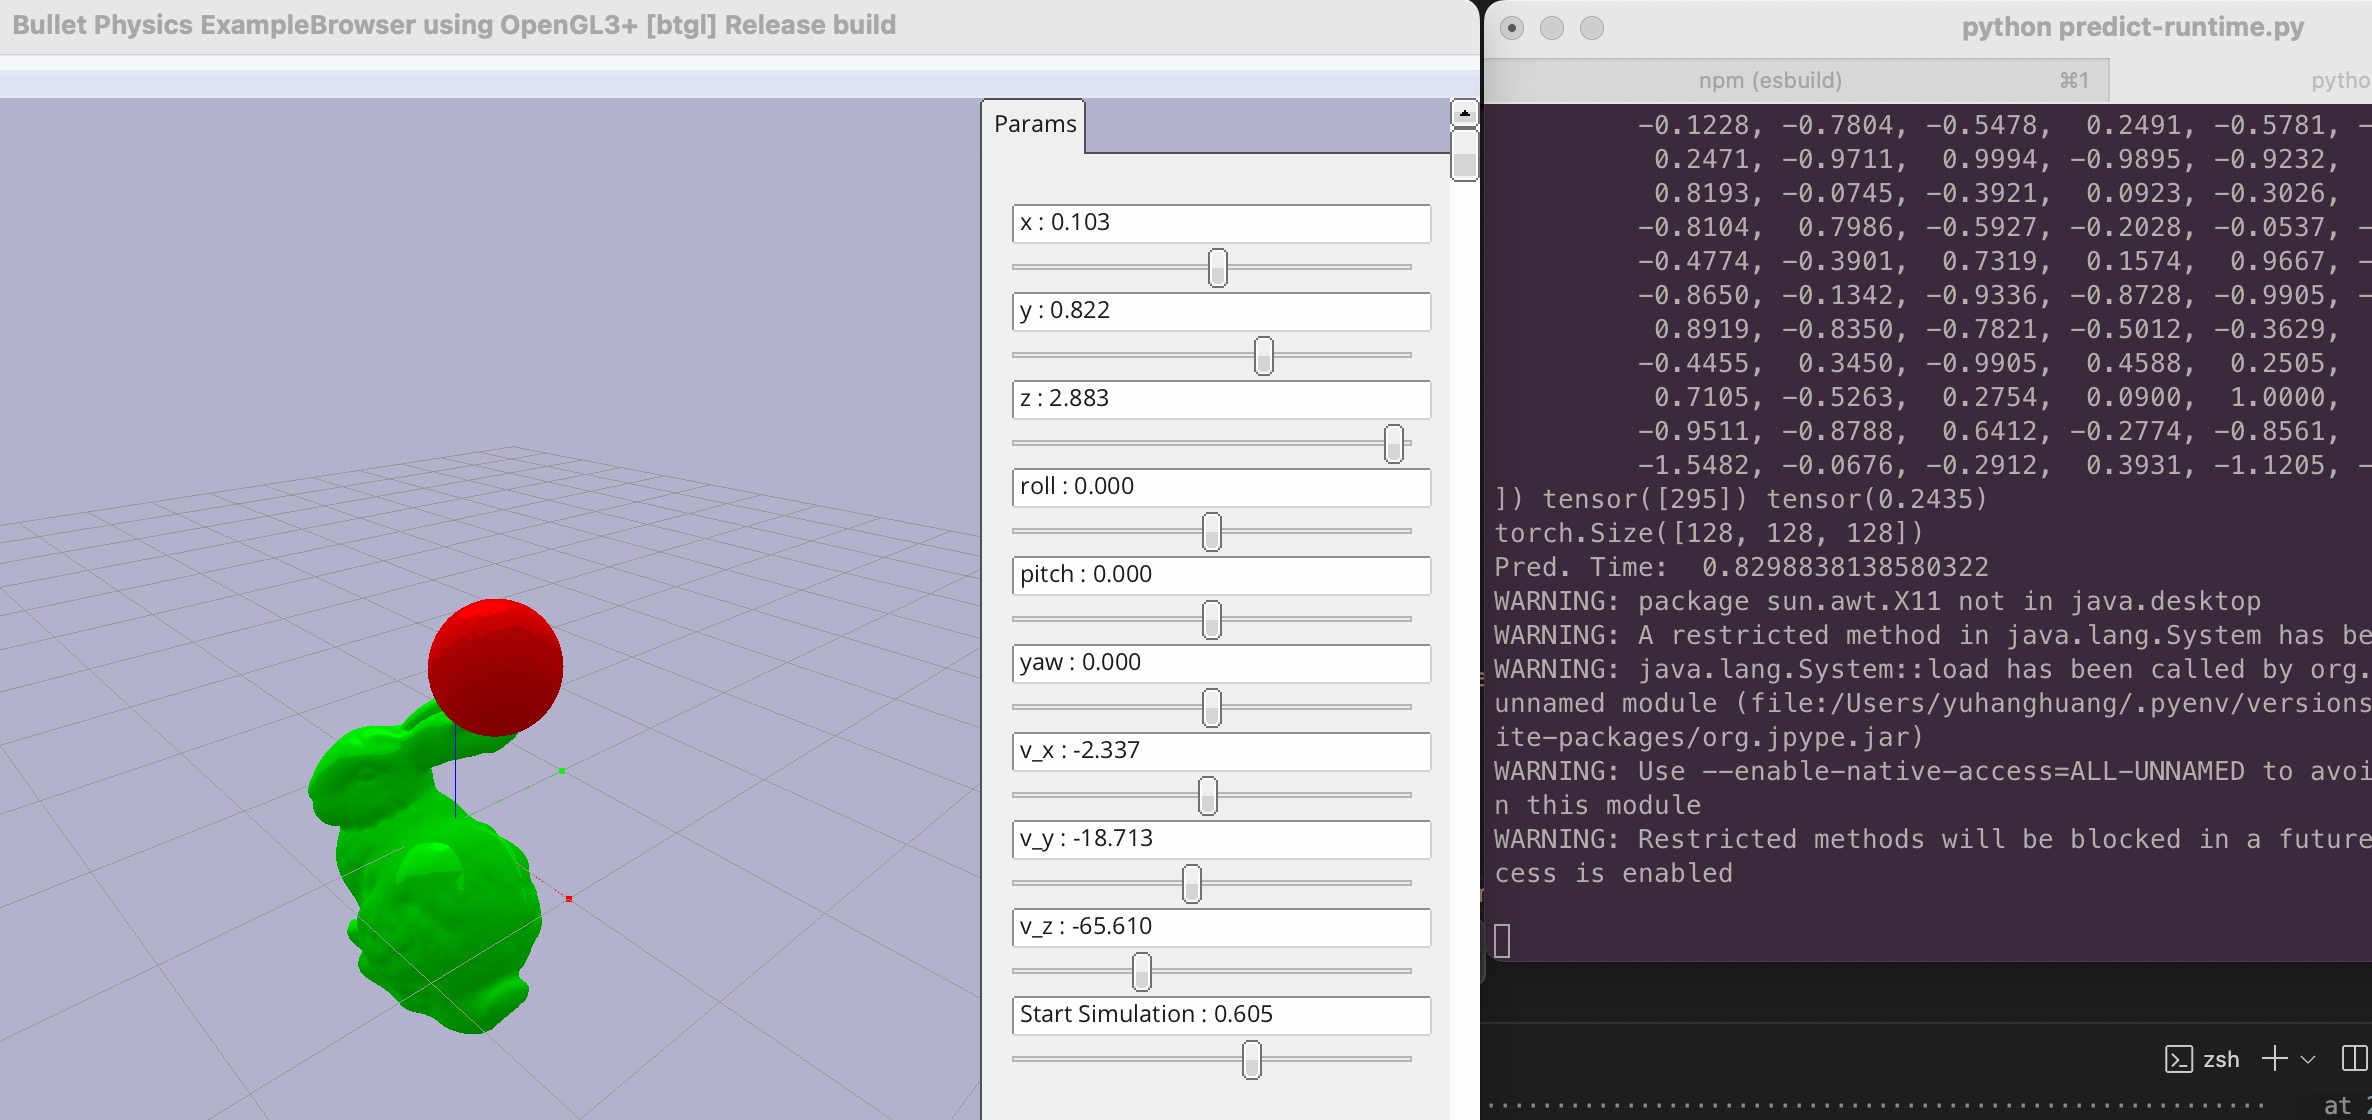 Bullet Physics ExampleBrowser using OpenGL3+ [btgl] Release build
Params
x : 0.103
y : 0.822
z : 2.883
roll : 0.000
pitch : 0.000
yaw : 0.000
v_x : -2.337
v_y : -18.713
v_z : -65.610
Start Simulation : 0.605
python predict-runtime.py
npm (esbuild) ⌘1
pytho
-0.1228, -0.7804, -0.5478, 0.2491, -0.5781, -
0.2471, -0.9711, 0.9994, -0.9895, -0.9232,
0.8193, -0.0745, -0.3921, 0.0923, -0.3026,
-0.8104, 0.7986, -0.5927, -0.2028, -0.0537, -
-0.4774, -0.3901, 0.7319, 0.1574, 0.9667, -
-0.8650, -0.1342, -0.9336, -0.8728, -0.9905, -
0.8919, -0.8350, -0.7821, -0.5012, -0.3629,
-0.4455, 0.3450, -0.9905, 0.4588, 0.2505,
0.7105, -0.5263, 0.2754, 0.0900, 1.0000,
-0.9511, -0.8788, 0.6412, -0.2774, -0.8561,
-1.5482, -0.0676, -0.2912, 0.3931, -1.1205, -
]) tensor([295]) tensor(0.2435)
torch.Size([128, 128, 128])
Pred. Time:  0.8298838138580322
WARNING: package sun.awt.X11 not in java.desktop
WARNING: A restricted method in java.lang.System has be
WARNING: java.lang.System::load has been called by org.
unnamed module (file:/Users/yuhanghuang/.pyenv/versions
ite-packages/org.jpype.jar)
WARNING: Use --enable-native-access=ALL-UNNAMED to avoi
n this module
WARNING: Restricted methods will be blocked in a future
cess is enabled
zsh
at